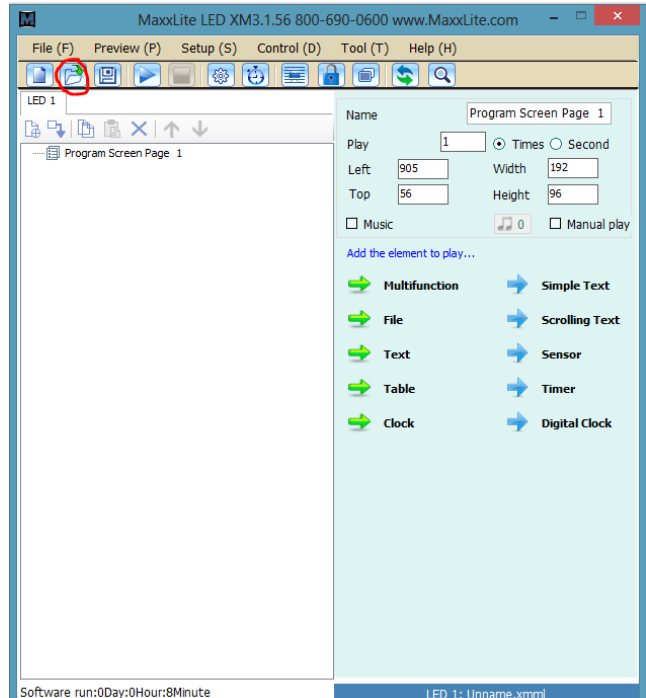 MaxxLite LED XM3.1.56 800-690-0600 www.MaxxLite.com
File (F) Preview (P) Setup (S) Control (D) Tool (T) Help (H)
LED 1
Program Screen Page 1
Name Program Screen Page 1
Play 1 Times Second
Left 905 Width 192
Top 56 Height 96
Music 0 Manual play
Add the element to play...
Multifunction Simple Text
File Scrolling Text
Text Sensor
Table Timer
Clock Digital Clock
Software run:0Day:0Hour:8Minute LED 1: Unname.xmml